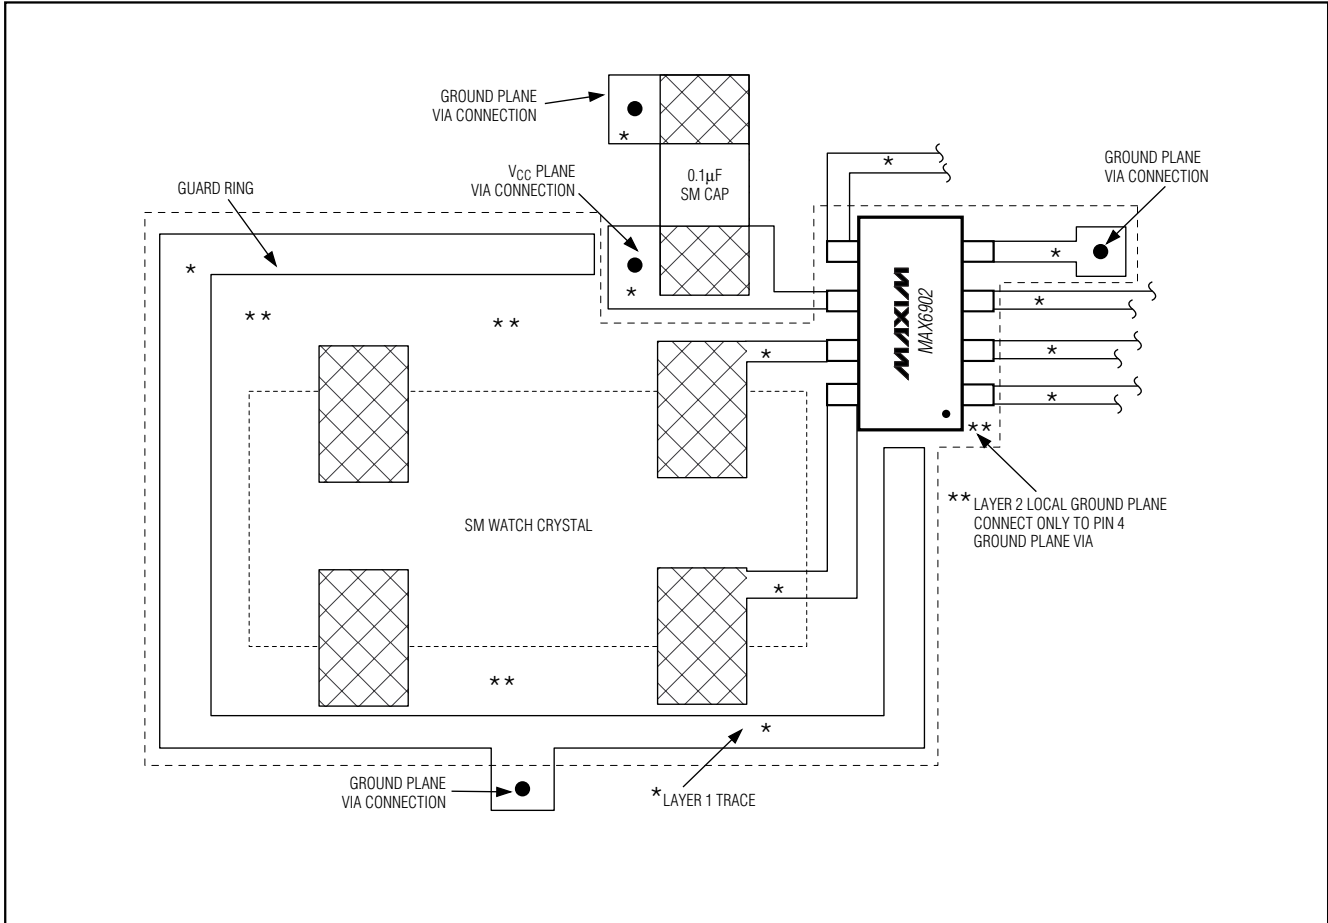 GROUND PLANE
VIA CONNECTION
*
0.1µF
SM CAP
VCC PLANE
VIA CONNECTION
*
GUARD RING
*
**
**
*
GROUND PLANE
VIA CONNECTION
*
*
*
*
MAXIM
MAX6902
*
*
**
** LAYER 2 LOCAL GROUND PLANE
CONNECT ONLY TO PIN 4
GROUND PLANE VIA
SM WATCH CRYSTAL
**
*
GROUND PLANE
VIA CONNECTION
* LAYER 1 TRACE